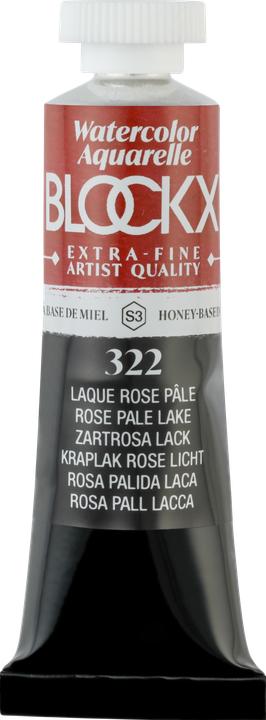 Watercolor
Aquarelle
BLOCKX
EXTRA-FINE
ARTIST QUALITY
BASE DE MIEL S3 HONEY-BASED
322
LAQUE ROSE PÂLE
ROSE PALE LAKE
ZARTROSA LACK
KRAPLAK ROSE LICHT
ROSA PALIDA LACA
ROSA PALL LACCA